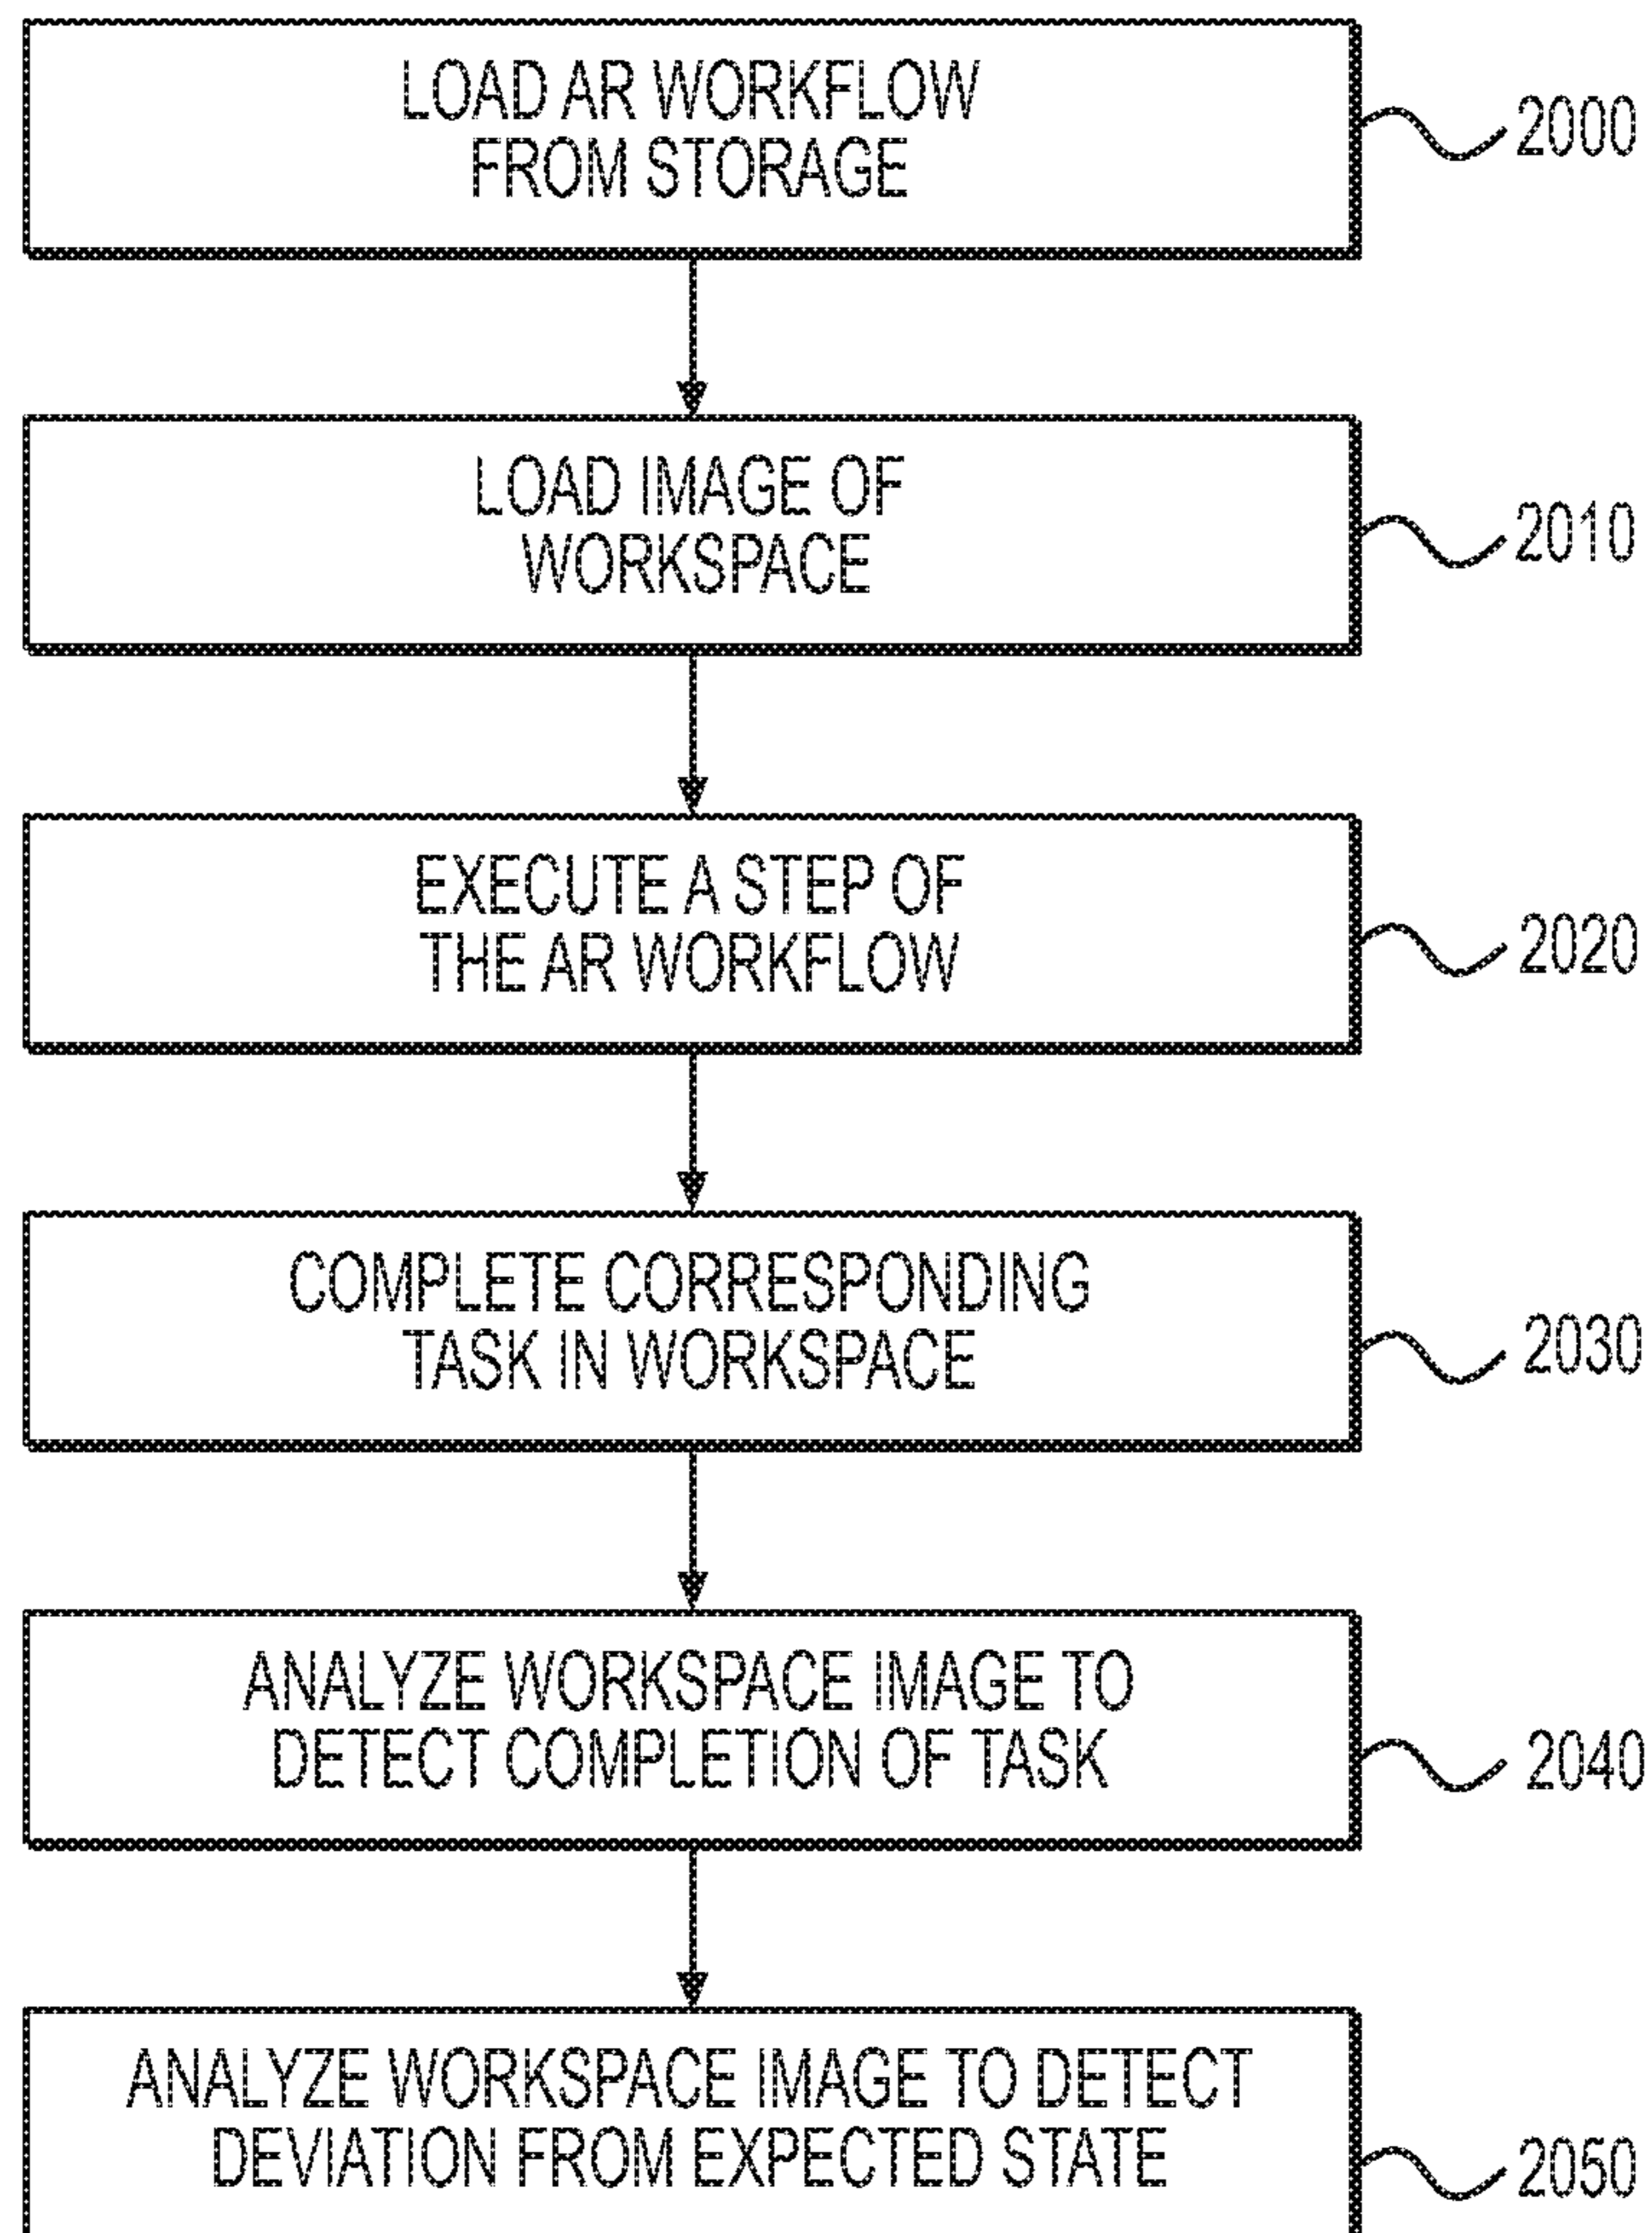 LOAD AR WORKFLOW
FROM STORAGE
2000
LOAD IMAGE OF
WORKSPACE
2010
EXECUTE A STEP OF
THE AR WORKFLOW
2020
COMPLETE CORRESPONDING
TASK IN WORKSPACE
2030
ANALYZE WORKSPACE IMAGE TO
DETECT COMPLETION OF TASK
2040
ANALYZE WORKSPACE IMAGE TO DETECT
DEVIATION FROM EXPECTED STATE
2050